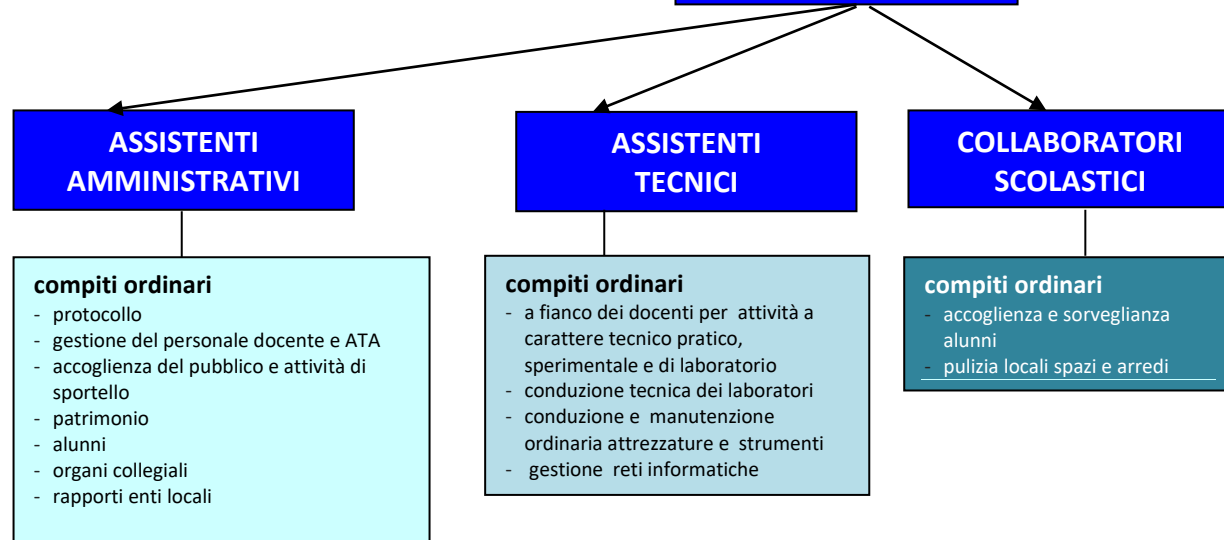 ASSISTENTI
AMMINISTRATIVI
compiti ordinari
- protocollo
- gestione del personale docente e ATA
- accoglienza del pubblico e attività di
sportello
- patrimonio
- alunni
- organi collegiali
- rapporti enti locali
ASSISTENTI
TECNICI
compiti ordinari
- a fianco dei docenti per attività a
carattere tecnico pratico,
sperimentale e di laboratorio
- conduzione tecnica dei laboratori
- conduzione e manutenzione
ordinaria attrezzature e strumenti
- gestione reti informatiche
COLLABORATORI
SCOLASTICI
compiti ordinari
- accoglienza e sorveglianza
alunni
- pulizia locali spazi e arredi